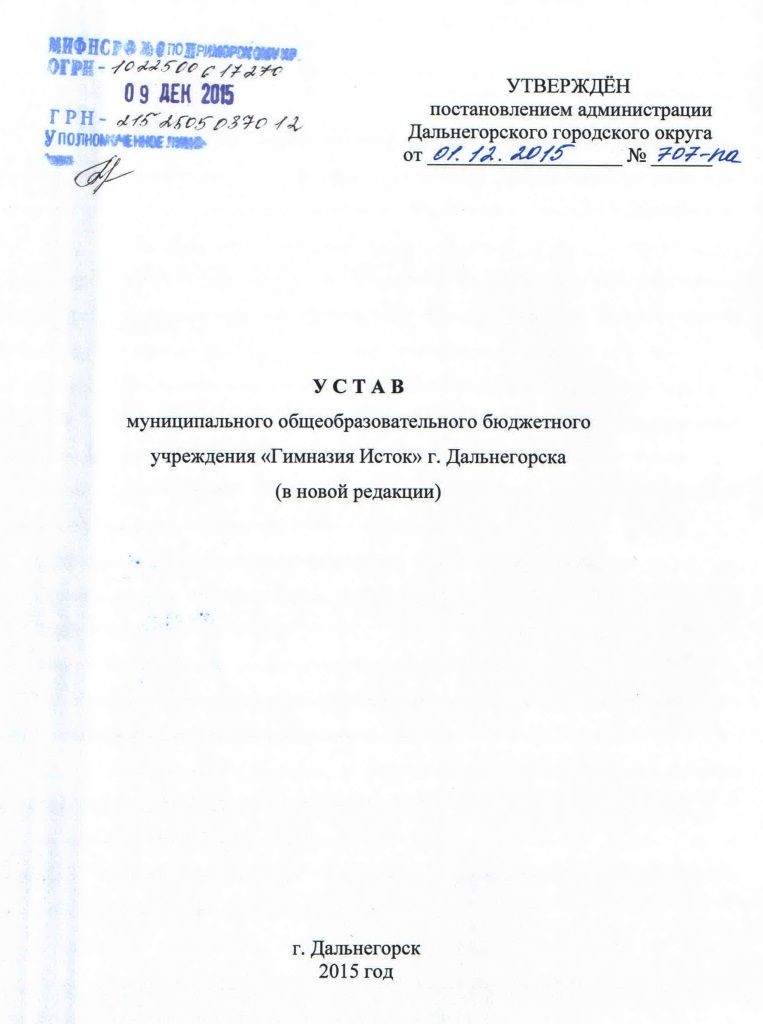 МИФНС РФ № 6 ПО ПРИМОРСКОМУ КР.
ОГРН - 1022500617270
09 ДЕК 2015
ГРН - 2152505037012
УПОЛНОМОЧЕННОЕ ЛИЦО
УТВЕРЖДЁН
постановлением администрации
Дальнегорского городского округа
от 01.12.2015 № 707-па
У С Т А В
муниципального общеобразовательного бюджетного
учреждения «Гимназия Исток» г. Дальнегорска
(в новой редакции)
г. Дальнегорск
2015 год